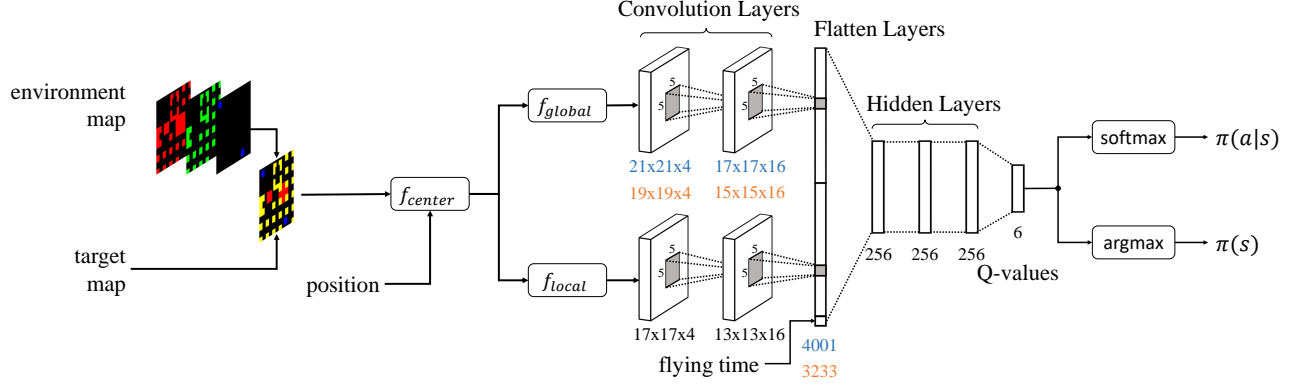 Convolution Layers
Flatten Layers
environment
map
f_global
5
5
5
5
Hidden Layers
softmax
π(a|s)
21x21x4
17x17x16
19x19x4
15x15x16
f_center
target
map
position
f_local
5
5
5
5
256
256
256
6
Q-values
argmax
π(s)
17x17x4
13x13x16
flying time
4001
3233